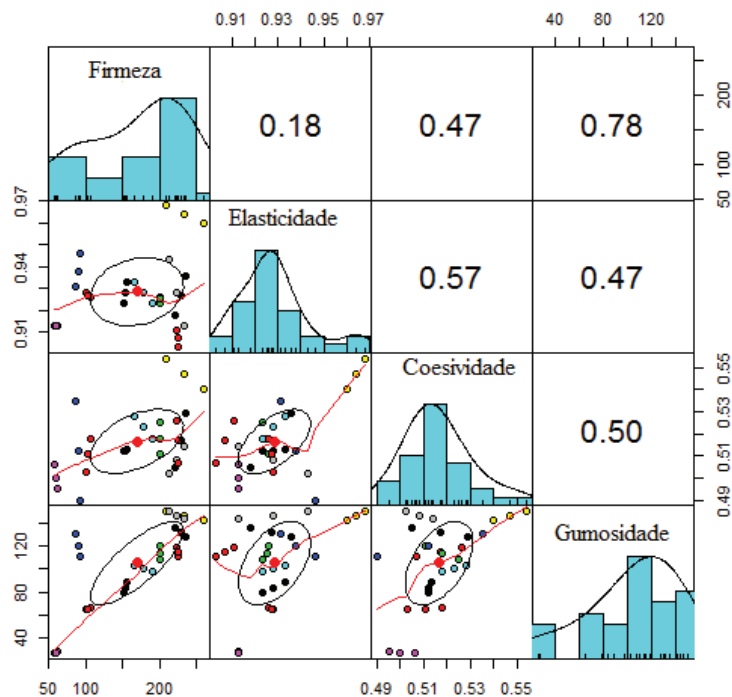 0.91 0.93 0.95 0.97 40 80 120
Firmeza 0.18 0.47 0.78
50 100 200
0.91 0.94 0.97
Elasticidade 0.57 0.47
Coesividade 0.50
0.49 0.51 0.53 0.55
40 80 120
Gumosidade
50 100 200 0.49 0.51 0.53 0.55